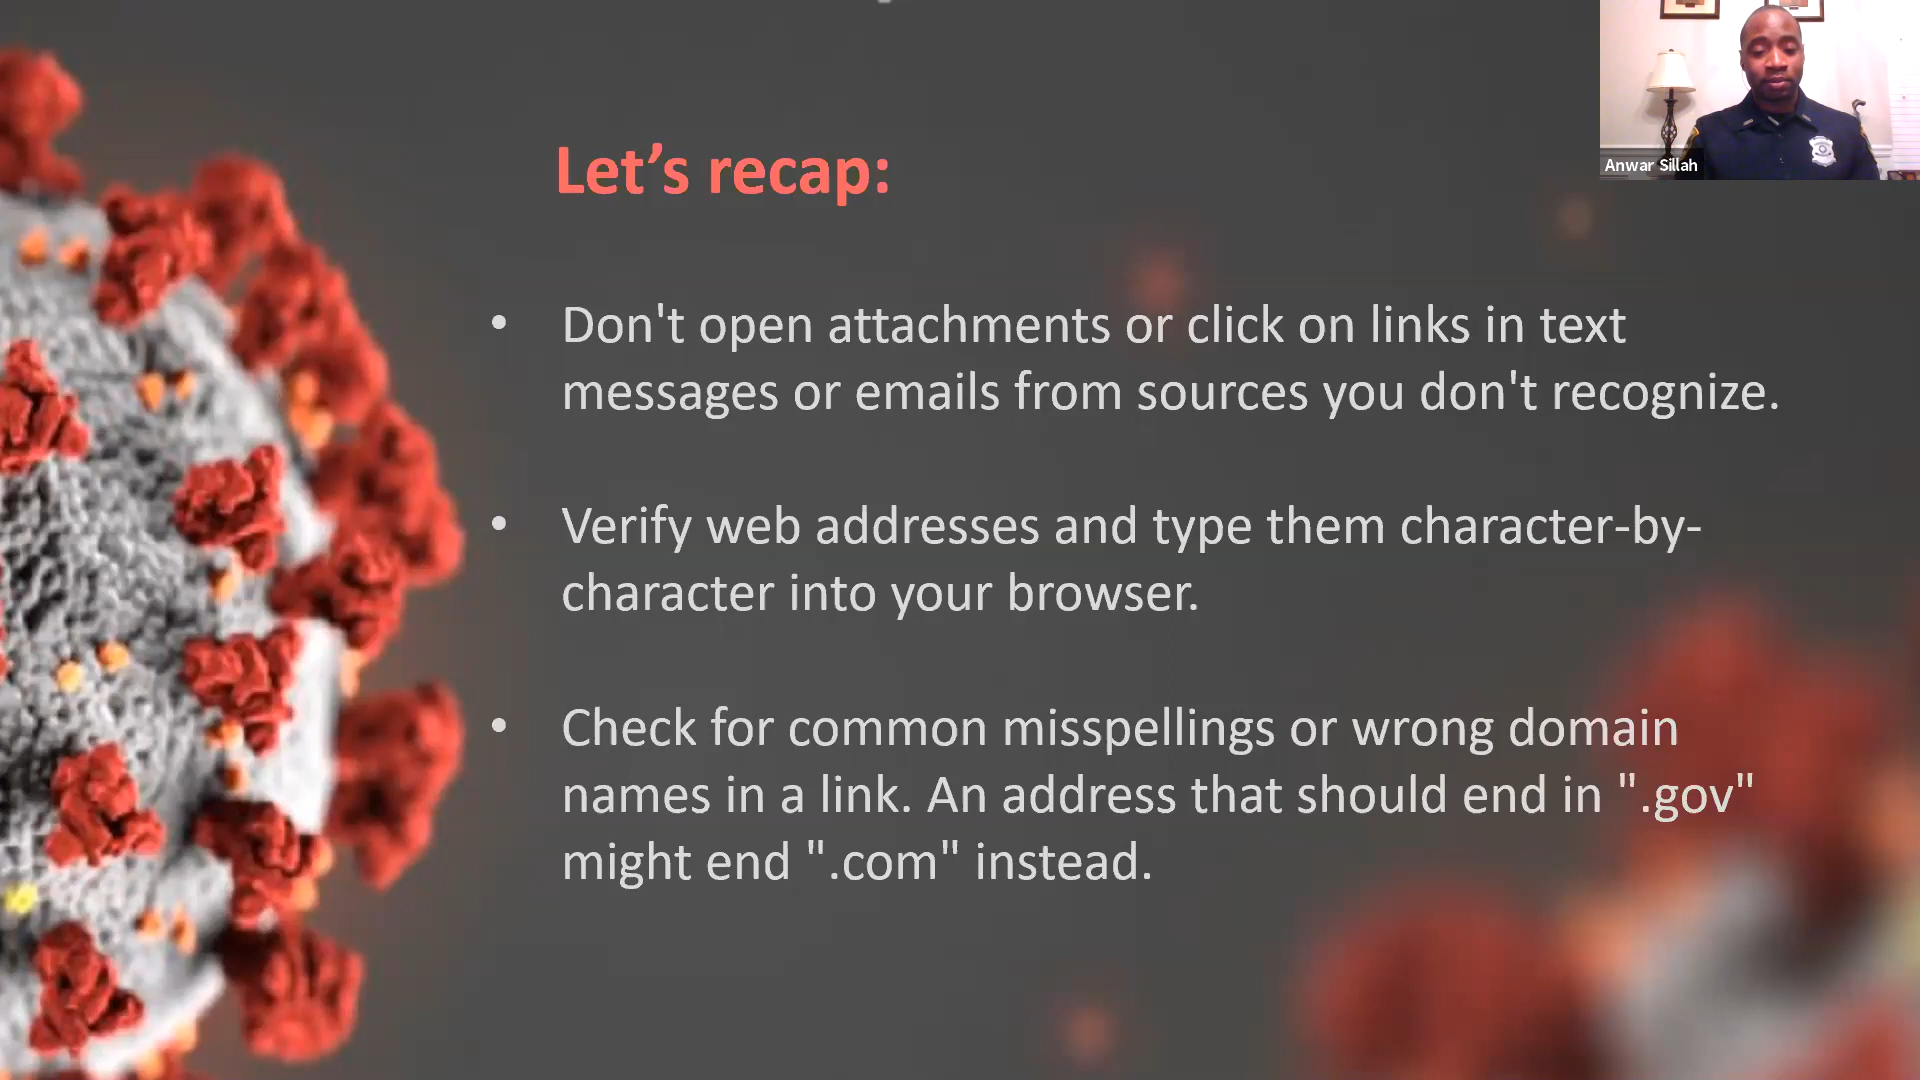 Let’s recap:
• Don't open attachments or click on links in text
messages or emails from sources you don't recognize.
• Verify web addresses and type them character-by-
character into your browser.
• Check for common misspellings or wrong domain
names in a link. An address that should end in ".gov"
might end ".com" instead.
Anwar Sillah